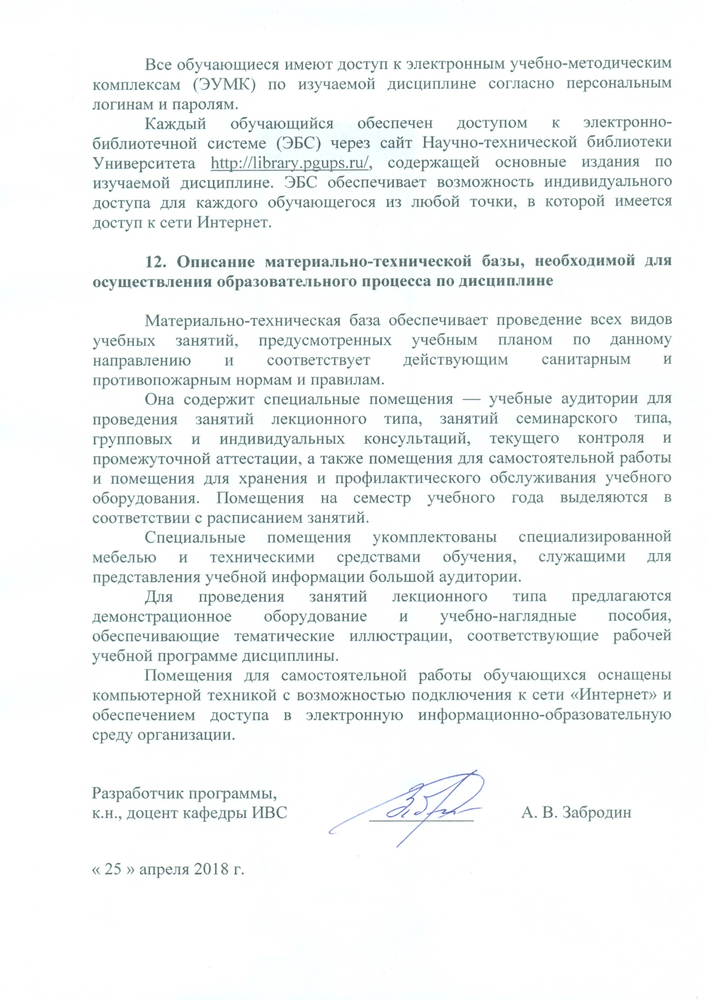 Все обучающиеся имеют доступ к электронным учебно-методическим
комплексам (ЭУМК) по изучаемой дисциплине согласно персональным
логинам и паролям.
Каждый обучающийся обеспечен доступом к электронно-
библиотечной системе (ЭБС) через сайт Научно-технической библиотеки
Университета http://library.pgups.ru/, содержащей основные издания по
изучаемой дисциплине. ЭБС обеспечивает возможность индивидуального
доступа для каждого обучающегося из любой точки, в которой имеется
доступ к сети Интернет.
12. Описание материально-технической базы, необходимой для
осуществления образовательного процесса по дисциплине
Материально-техническая база обеспечивает проведение всех видов
учебных занятий, предусмотренных учебным планом по данному
направлению и соответствует действующим санитарным и
противопожарным нормам и правилам.
Она содержит специальные помещения — учебные аудитории для
проведения занятий лекционного типа, занятий семинарского типа,
групповых и индивидуальных консультаций, текущего контроля и
промежуточной аттестации, а также помещения для самостоятельной работы
и помещения для хранения и профилактического обслуживания учебного
оборудования. Помещения на семестр учебного года выделяются в
соответствии с расписанием занятий.
Специальные помещения укомплектованы специализированной
мебелью и техническими средствами обучения, служащими для
представления учебной информации большой аудитории.
Для проведения занятий лекционного типа предлагаются
демонстрационное оборудование и учебно-наглядные пособия,
обеспечивающие тематические иллюстрации, соответствующие рабочей
учебной программе дисциплины.
Помещения для самостоятельной работы обучающихся оснащены
компьютерной техникой с возможностью подключения к сети «Интернет» и
обеспечением доступа в электронную информационно-образовательную
среду организации.
Разработчик программы,
к.н., доцент кафедры ИВС А. В. Забродин
« 25 » апреля 2018 г.